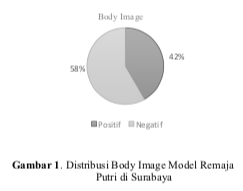 Body Image
42%
58%
Positif Negatif
Gambar 1. Distribusi Body Image Model Remaja
Putri di Surabaya